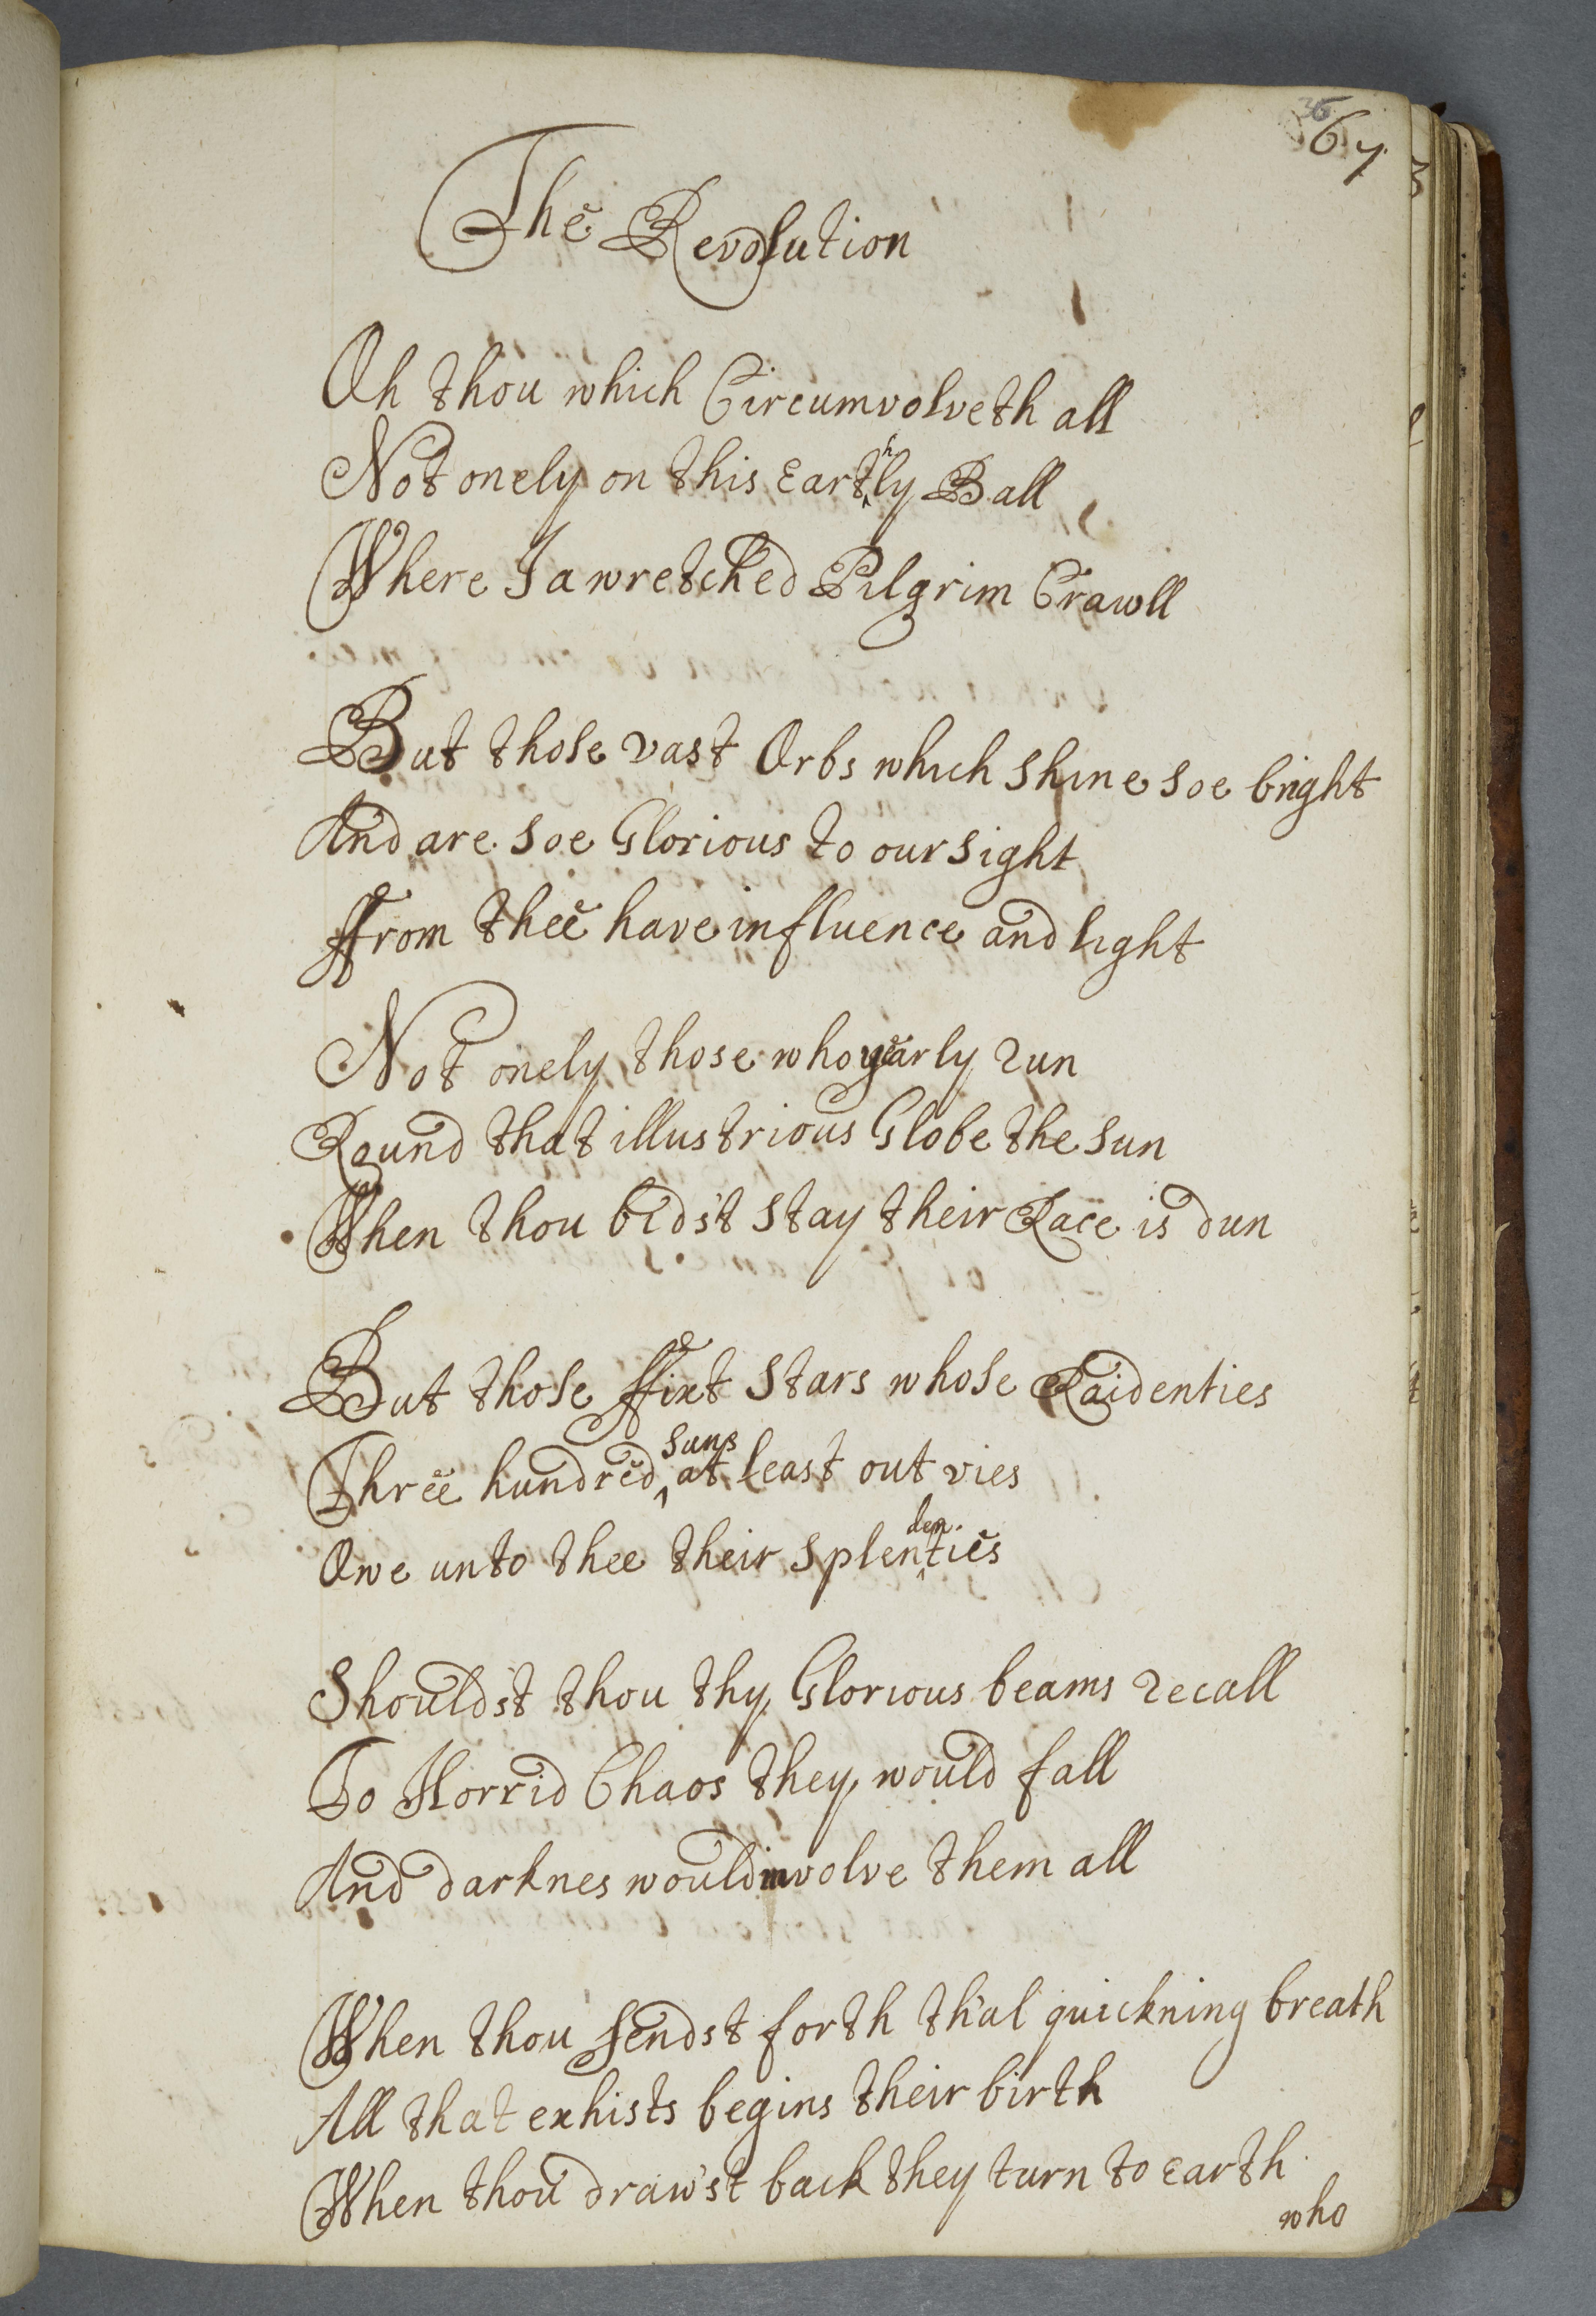 35
67
The Revolution
Oh thou which Circumvolveth all
Not onely on this Earthly Ball
Where I a wretched Pilgrim Crawll
But those vast Orbs which shine soe bright
And are soe Glorious to our sight
ffrom thee have influence and light
Not onely those who yearly run
Round that illustrious Globe the Sun
When thou bidst stay their Race is dun
But those ffixt Stars whose Raidenties
Three hundred suns at least out vies
Owe unto thee their Splendenties
Shouldst thou thy Glorious beams recall
To Horrid Chaos they would fall
And darknes would involve them all
When thou sendst forth that quickning breath
All that exhists begins their birth
When thou draw'st back they turn to Earth
who